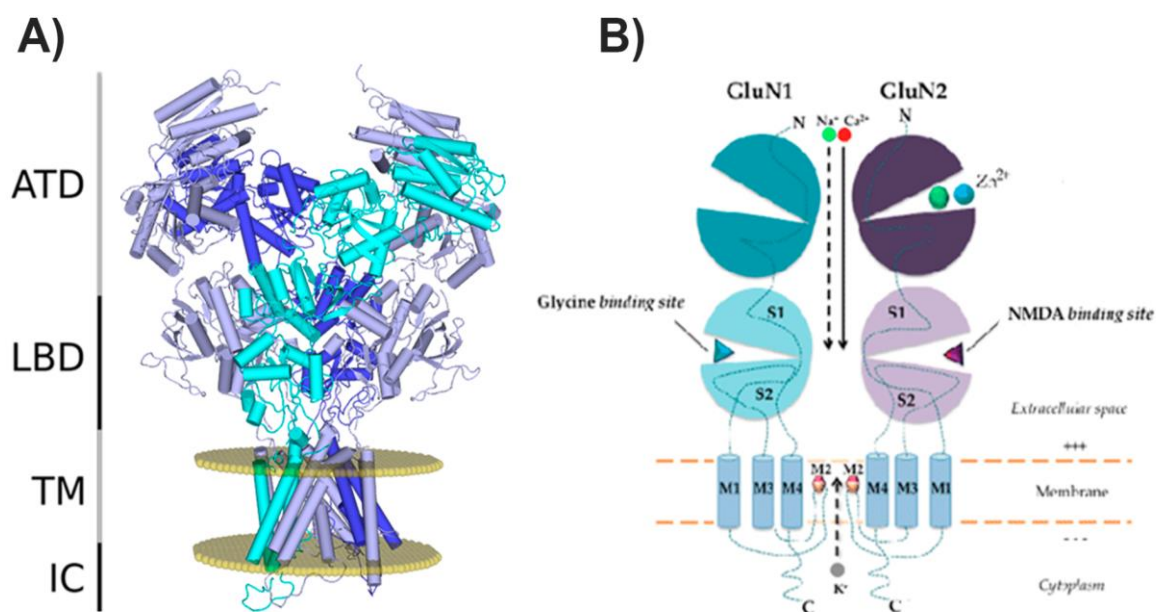 A)
ATD
LBD
TM
IC
B)
GluN1
GluN2
N
Na⁺
Ca²⁺
N
Zn²⁺
Glycine binding site
S1
S1
NMDA binding site
S2
S2
Extracellular space
+++
M2
M2
M1
M3
M4
M4
M3
M1
Membrane
- - -
K⁺
Cytoplasm
C
C